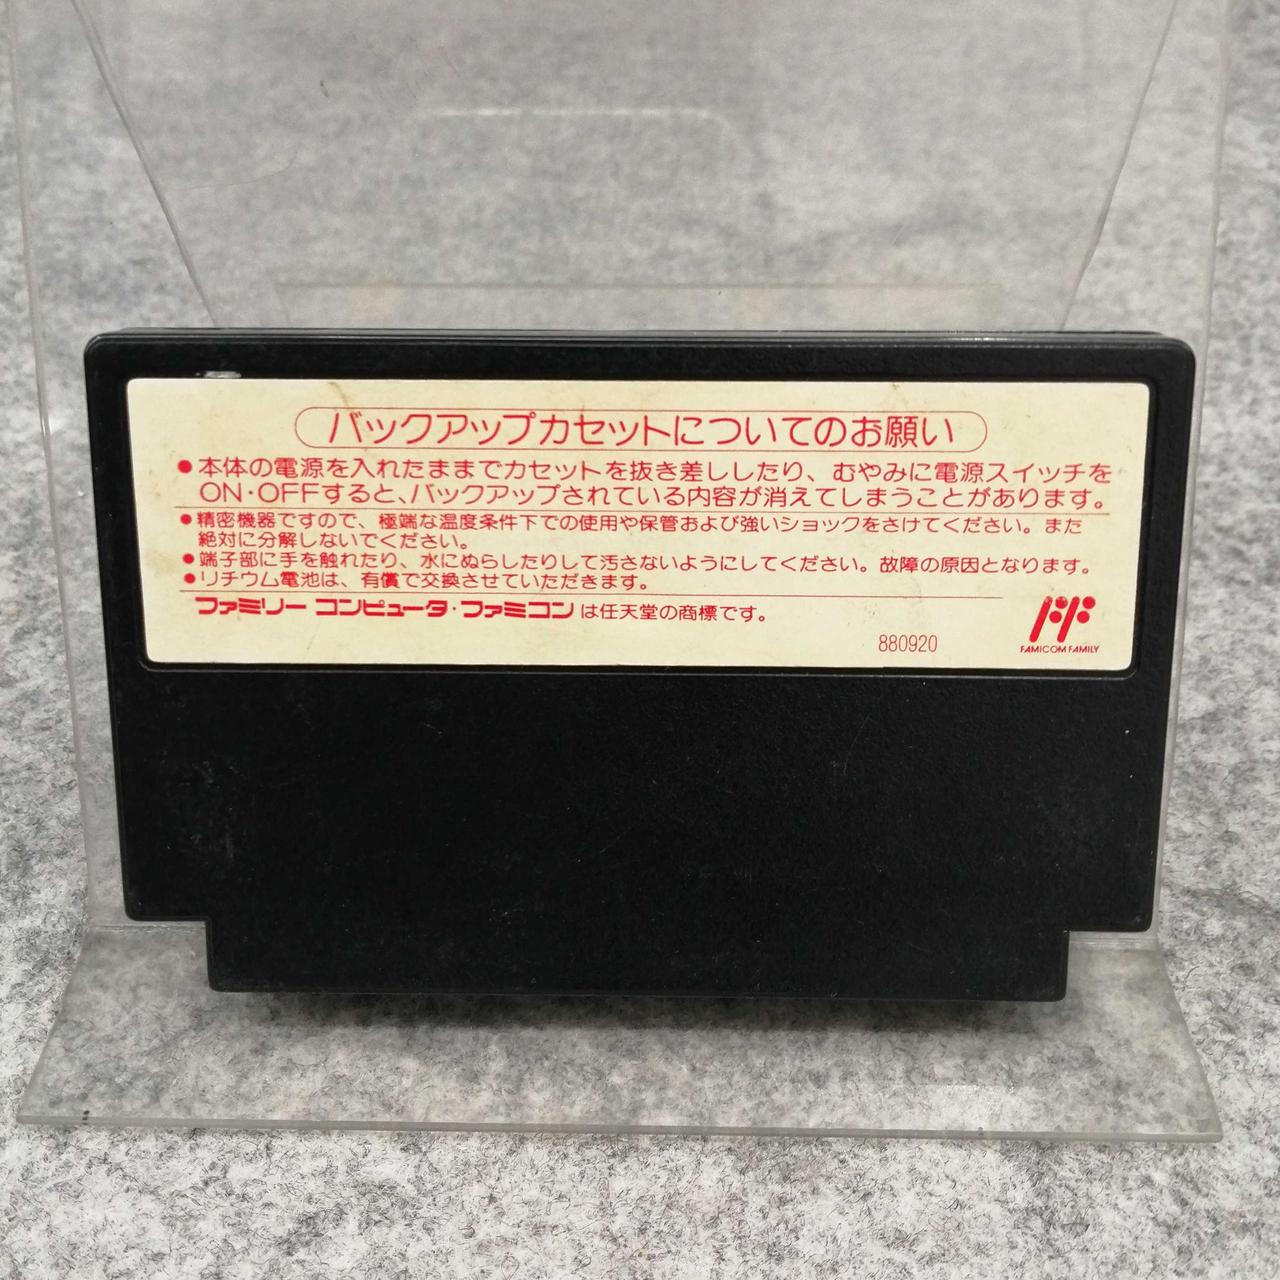 バックアップカセットについてのお願い
●本体の電源を入れたままでカセットを抜き差ししたり、むやみに電源スイッチを
ON・OFFすると、バックアップされている内容が消えてしまうことがあります。
●精密機器ですので、極端な温度条件下での使用や保管および強いショックをさけてください。また
絶対に分解しないでください。
●端子部に手を触れたり、水にぬらしたりして汚さないようにしてください。故障の原因となります。
●リチウム電池は、有償で交換させていただきます。
ファミリー コンピュータ・ファミコンは任天堂の商標です。
880920
FF
FAMICOM FAMILY